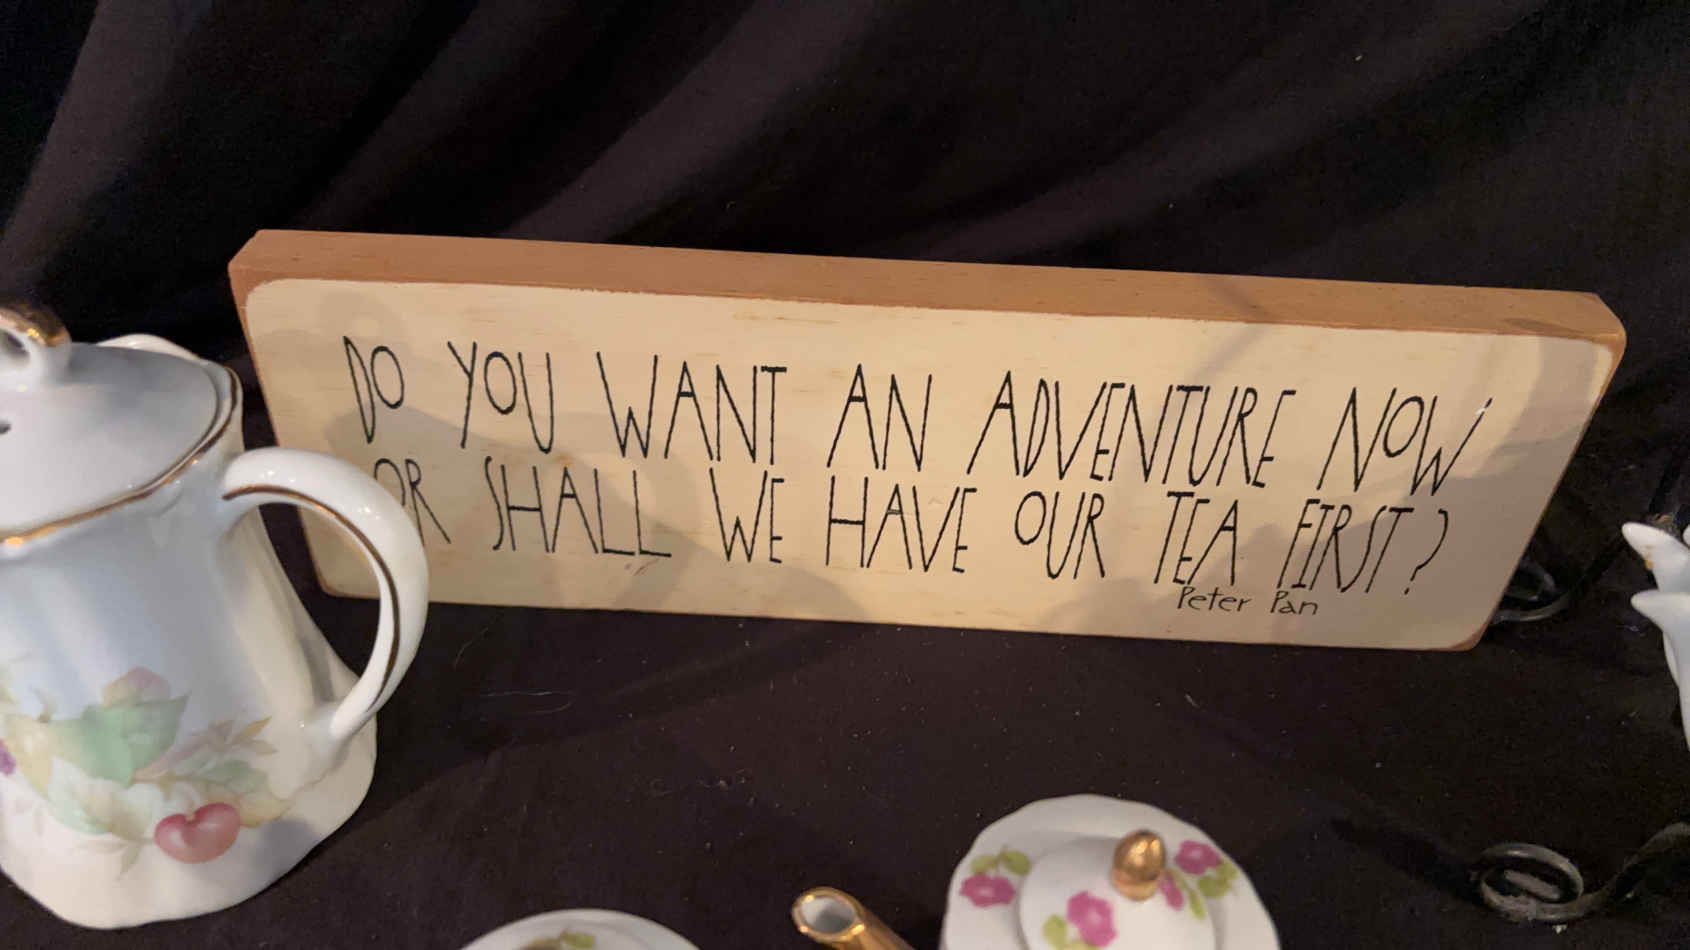 DO YOU WANT AN ADVENTURE NOW
OR SHALL WE HAVE OUR TEA FIRST?
Peter Pan